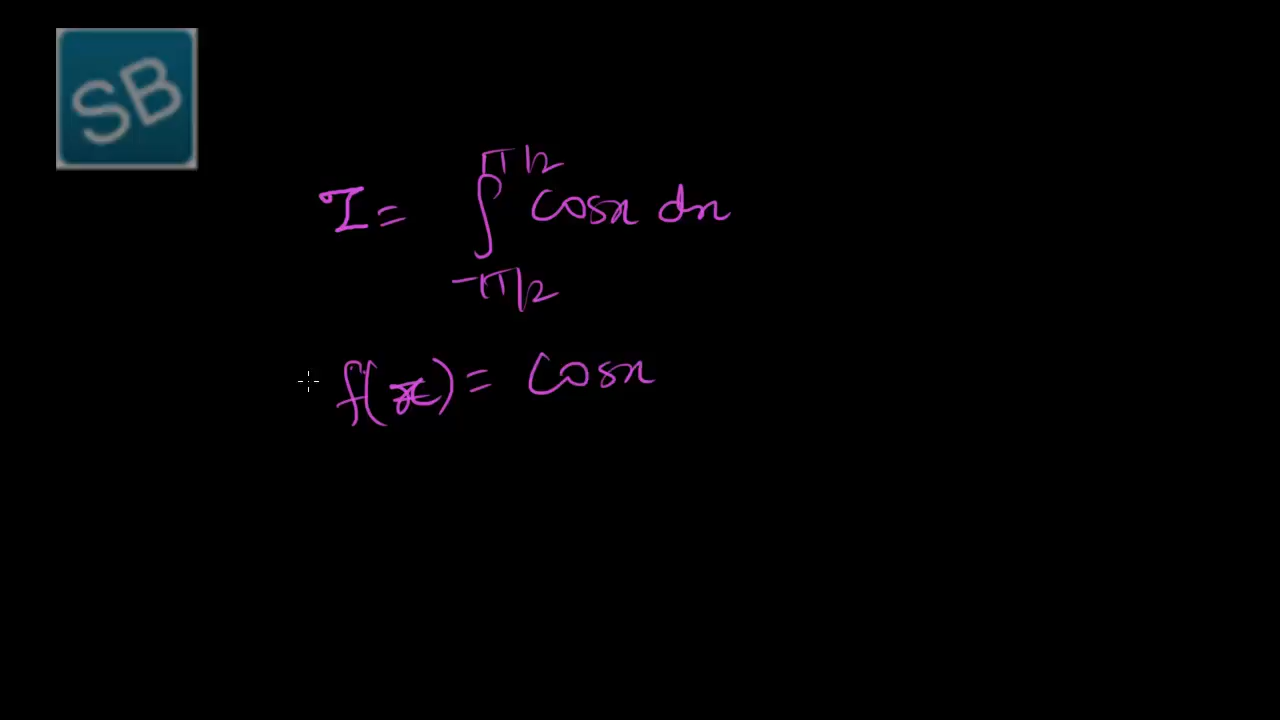 SB
π/2
I = ∫ cosx dx
-π/2
f(x) = cosx